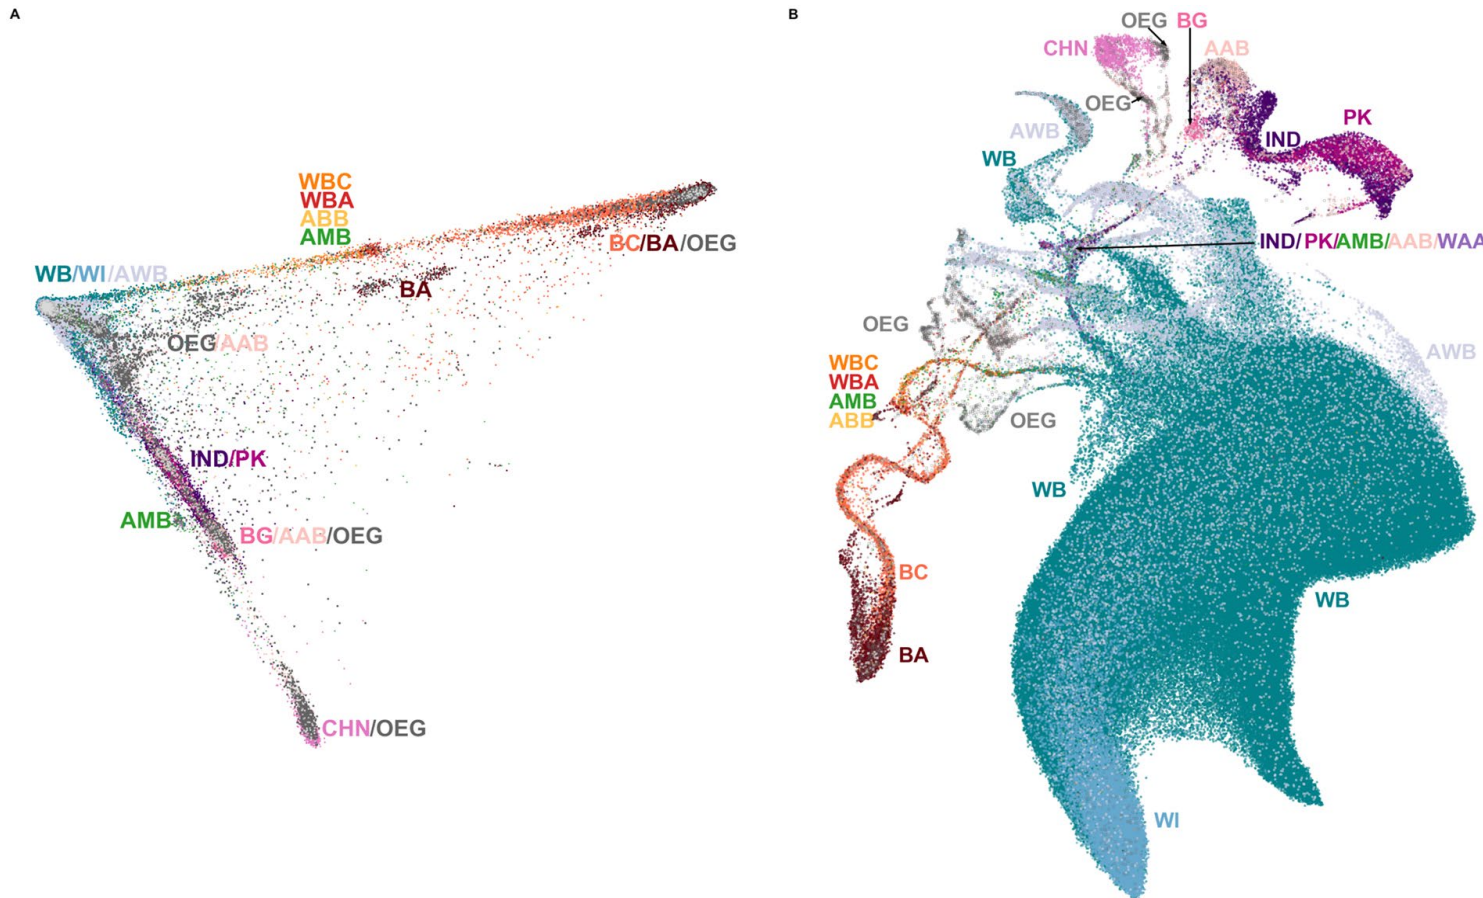 A
WBC
WBA
ABB
AMB
BC/BA/OEG
WB/WI/AWB
BA
OEG/AAB
IND/PK
AMB
BG/AAB/OEG
CHN/OEG
B
OEG BG
CHN
AAB
OEG
PK
AWB
IND
WB
IND/PK/AMB/AAB/WAA
OEG
AWB
WBC
WBA
AMB
ABB
OEG
WB
BC
WB
BA
WI